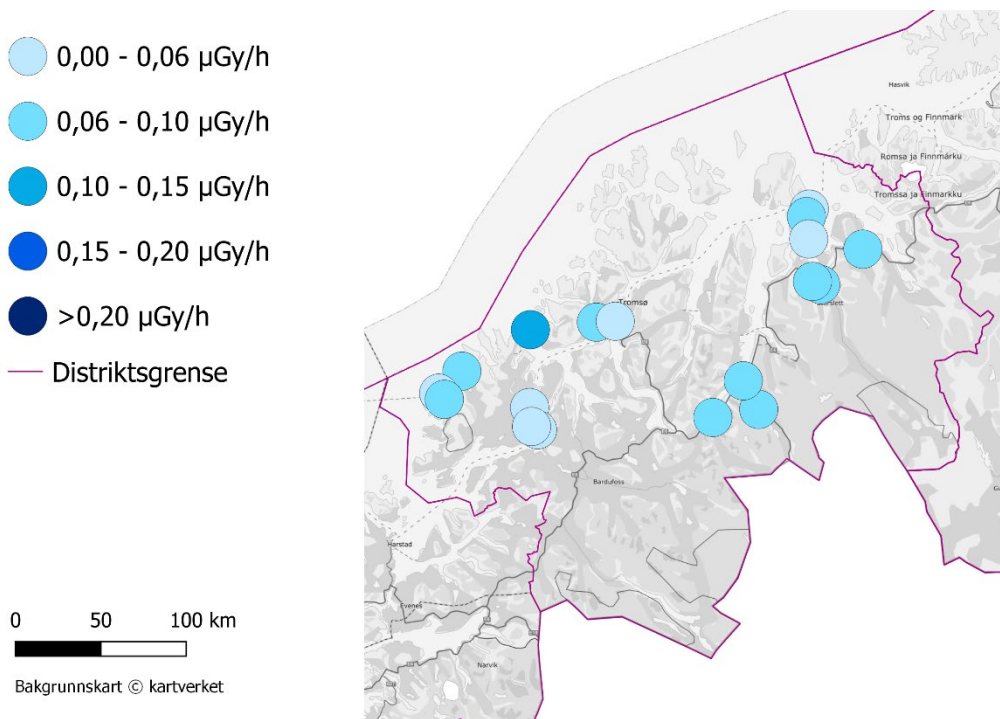 0,00 - 0,06 µGy/h
0,06 - 0,10 µGy/h
0,10 - 0,15 µGy/h
0,15 - 0,20 µGy/h
>0,20 µGy/h
Distriktsgrense
0 50 100 km
Bakgrunnskart © kartverket
Hasvik
Troms og Finnmark
Romsa ja Finnmárku
Tromssa ja Finmarkku
Tromsø
Bardufoss
Harstad
Evenes
Narvik